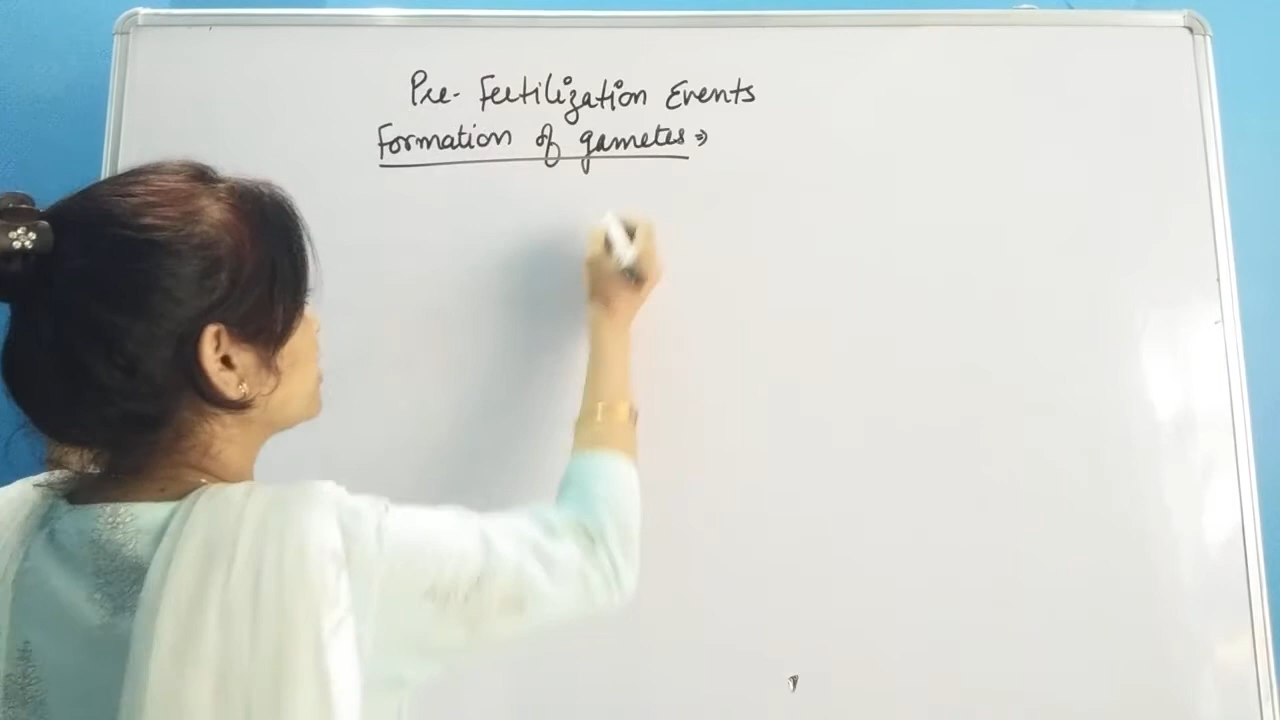 Pre- Fertilization Events
Formation of gametes ⇒